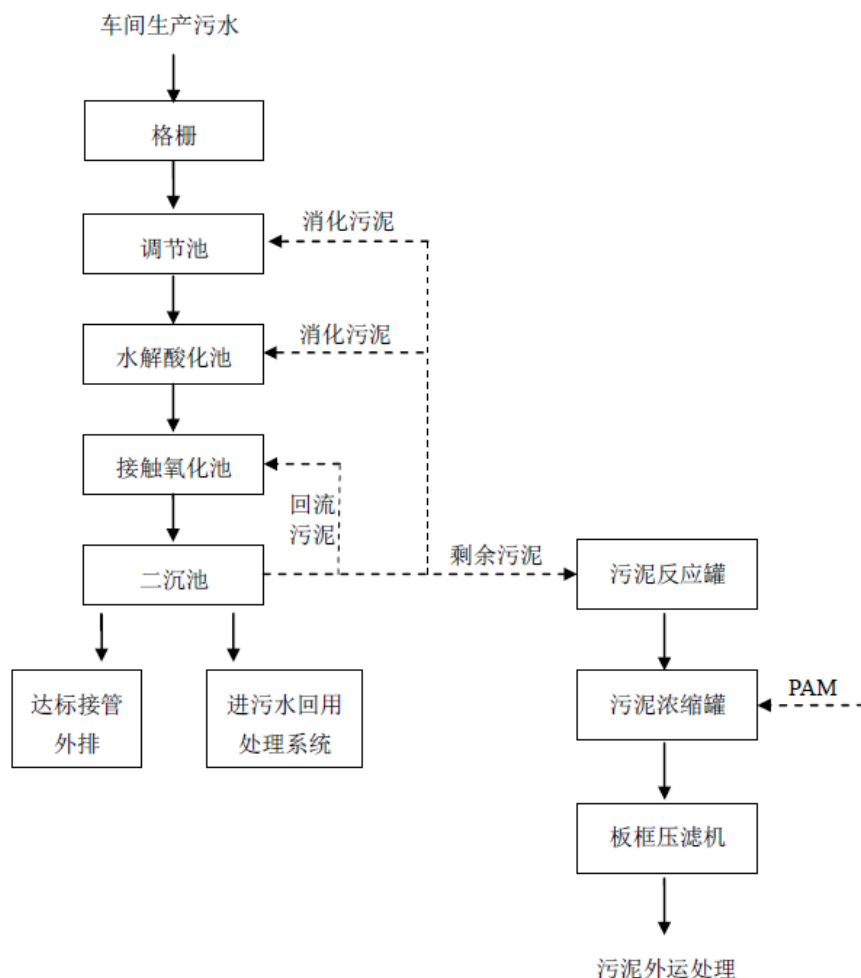 车间生产污水
格栅
消化污泥
调节池
消化污泥
水解酸化池
接触氧化池
回流
污泥
剩余污泥
二沉池
污泥反应罐
达标接管
外排
进污水回用
处理系统
PAM
污泥浓缩罐
板框压滤机
污泥外运处理